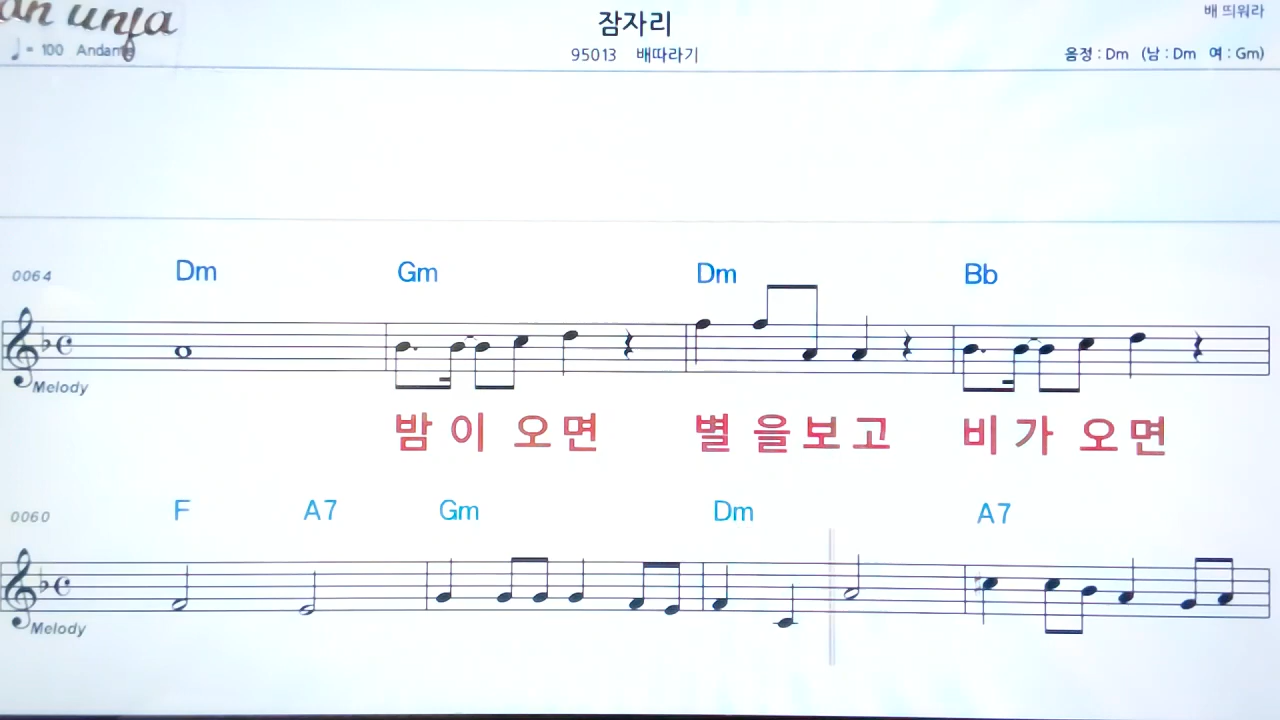 an unfa
배 띄워라
잠자리
♩= 100 Andante
95013 배따라기
음정 : Dm (남 : Dm 여 : Gm)
0064 Dm Gm Dm Bb
Melody
밤 이 오 면 별 을 보 고 비 가 오 면
0060 F A7 Gm Dm A7
Melody